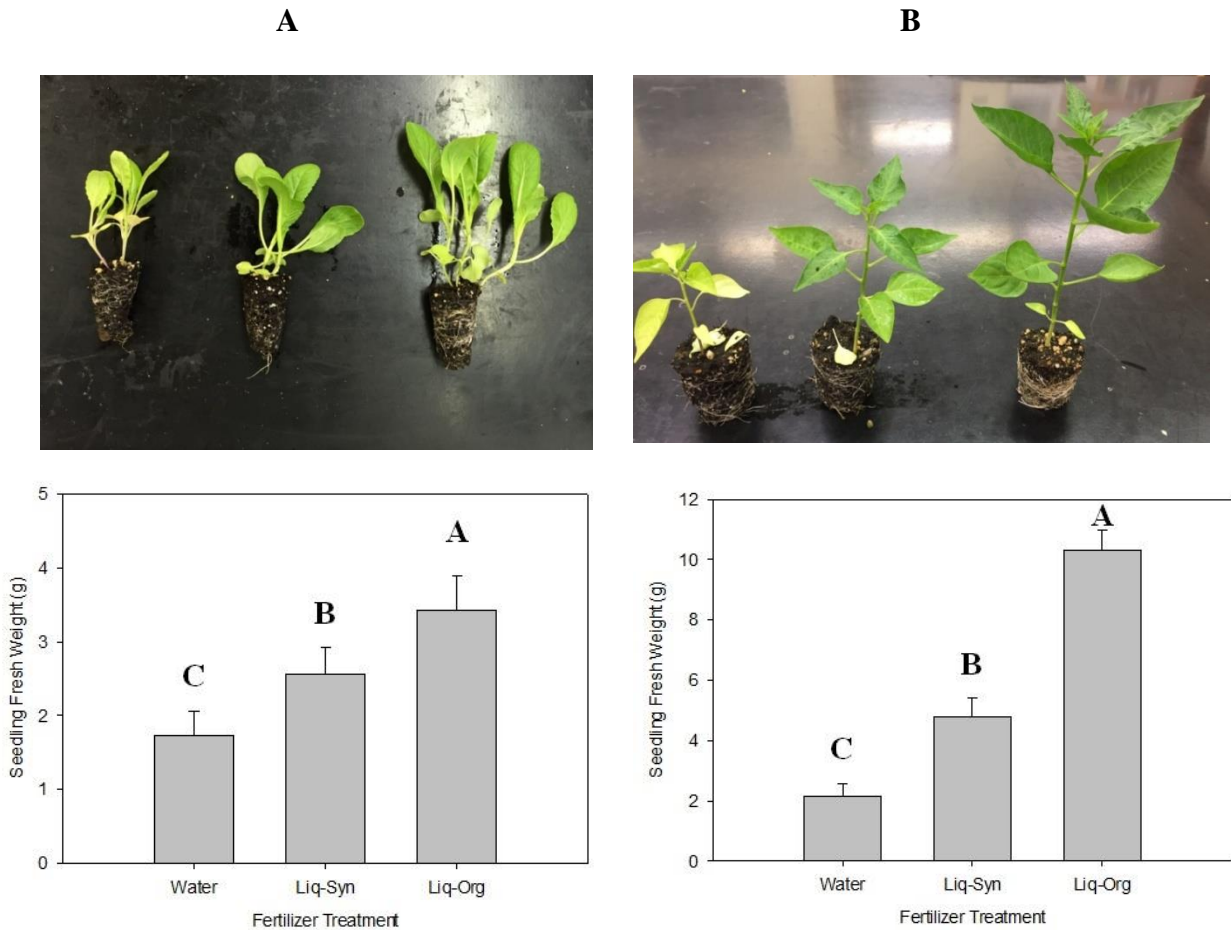 A
B
5
4
3
2
1
0
Seedling Fresh Weight (g)
C
B
A
Water
Liq-Syn
Liq-Org
Fertilizer Treatment
12
10
8
6
4
2
0
Seedling Fresh Weight (g)
C
B
A
Water
Liq-Syn
Liq-Org
Fertilizer Treatment